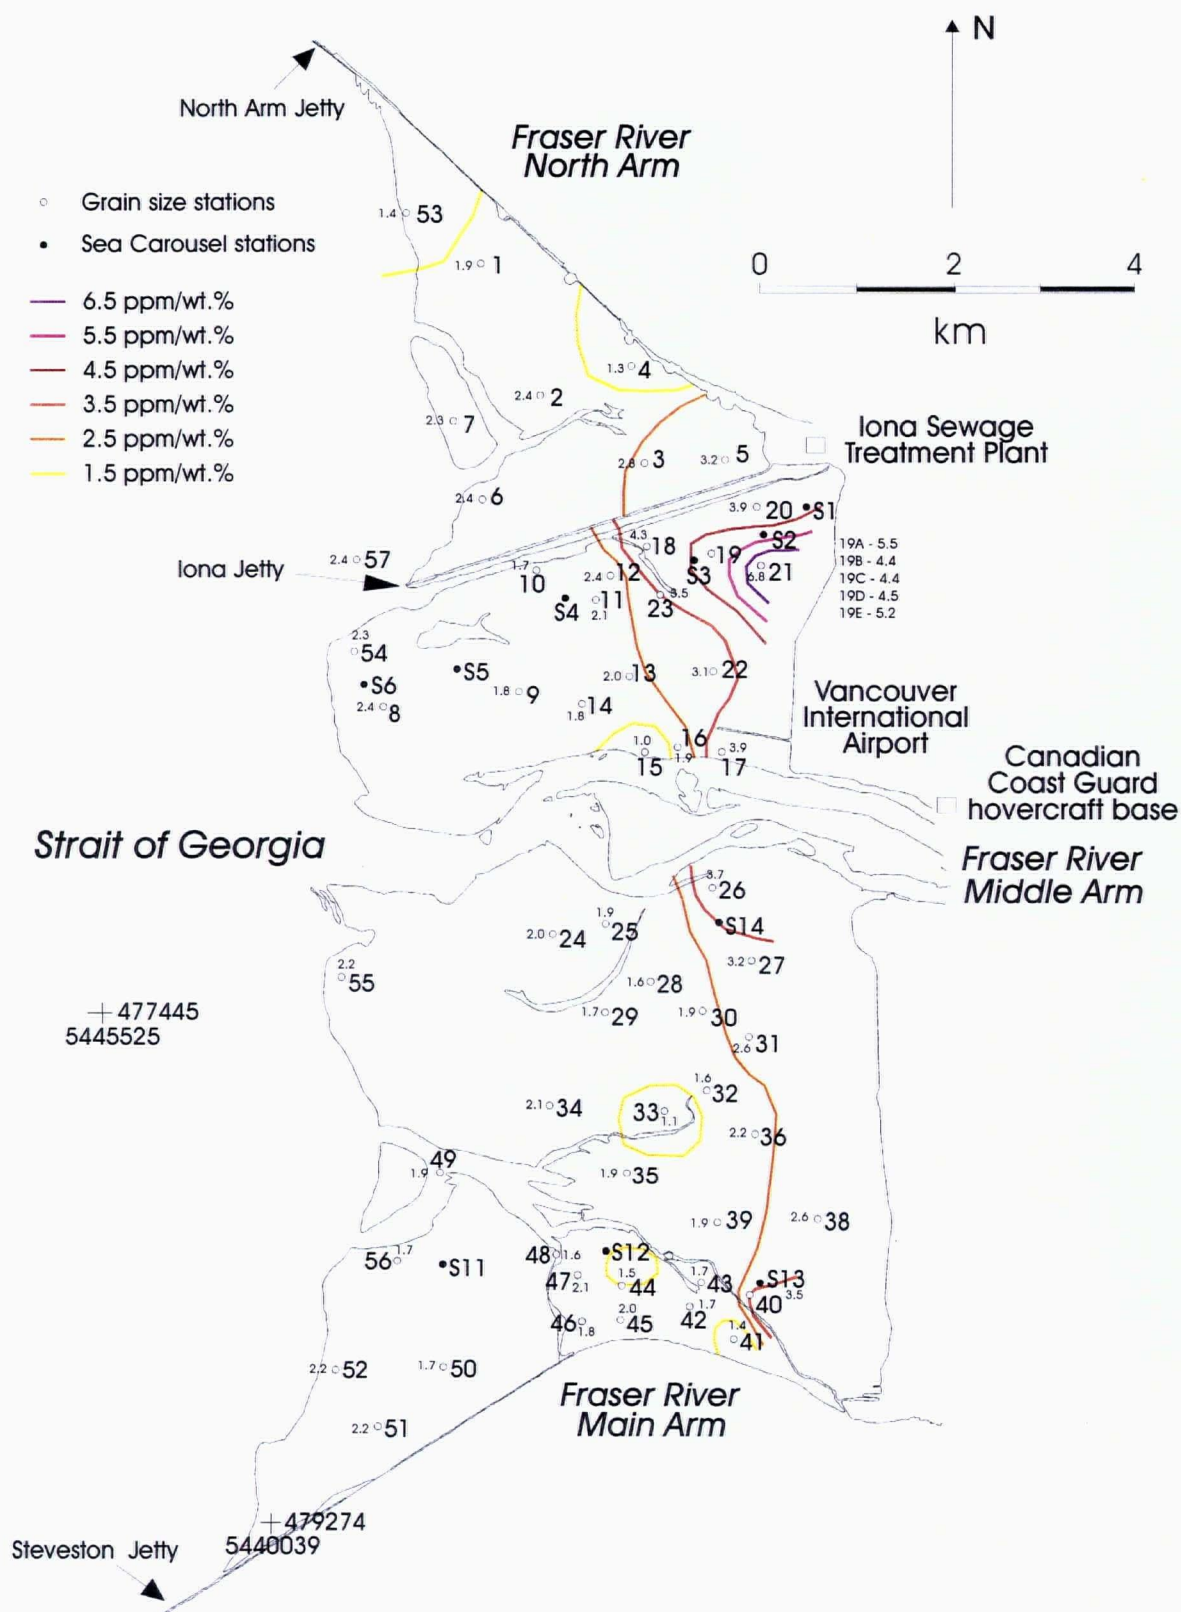 N
North Arm Jetty
Fraser River
North Arm
Grain size stations
Sea Carousel stations
6.5 ppm/wt.%
5.5 ppm/wt.%
4.5 ppm/wt.%
3.5 ppm/wt.%
2.5 ppm/wt.%
1.5 ppm/wt.%
0 2 4
km
1.4 53
1.9 1
1.3 4
2.4 2
2.3 7
Iona Sewage
Treatment Plant
2.8 3
3.2 5
2.4 6
3.9 20
S1
4.3
18
S2
19
19A - 5.5
19B - 4.4
19C - 4.4
19D - 4.5
19E - 5.2
2.4 57
Iona Jetty
1.7
10
2.4 12
S3
6.8 21
3.5
23
S4
11
2.1
2.3
54
S5
S6
2.4 8
1.8 9
2.0 13
3.1 22
14
1.8
Vancouver
International
Airport
1.0
15
16
1.9
3.9
17
Canadian
Coast Guard
hovercraft base
Strait of Georgia
Fraser River
Middle Arm
3.7
26
1.9
25
2.0 24
S14
3.2 27
2.2
55
1.6 28
477445
5445525
1.7 29
1.9 30
2.6 31
1.6
32
2.1 34
33
1.1
2.2 36
49
1.9
1.9 35
1.9 39
2.6 38
56 1.7
S11
48 1.6
S12
47
2.1
1.5
44
1.7
43
S13
40 3.5
46
1.8
2.0
45
42 1.7
1.4
41
2.2 52
1.7 50
Fraser River
Main Arm
2.2 51
479274
5440039
Steveston Jetty